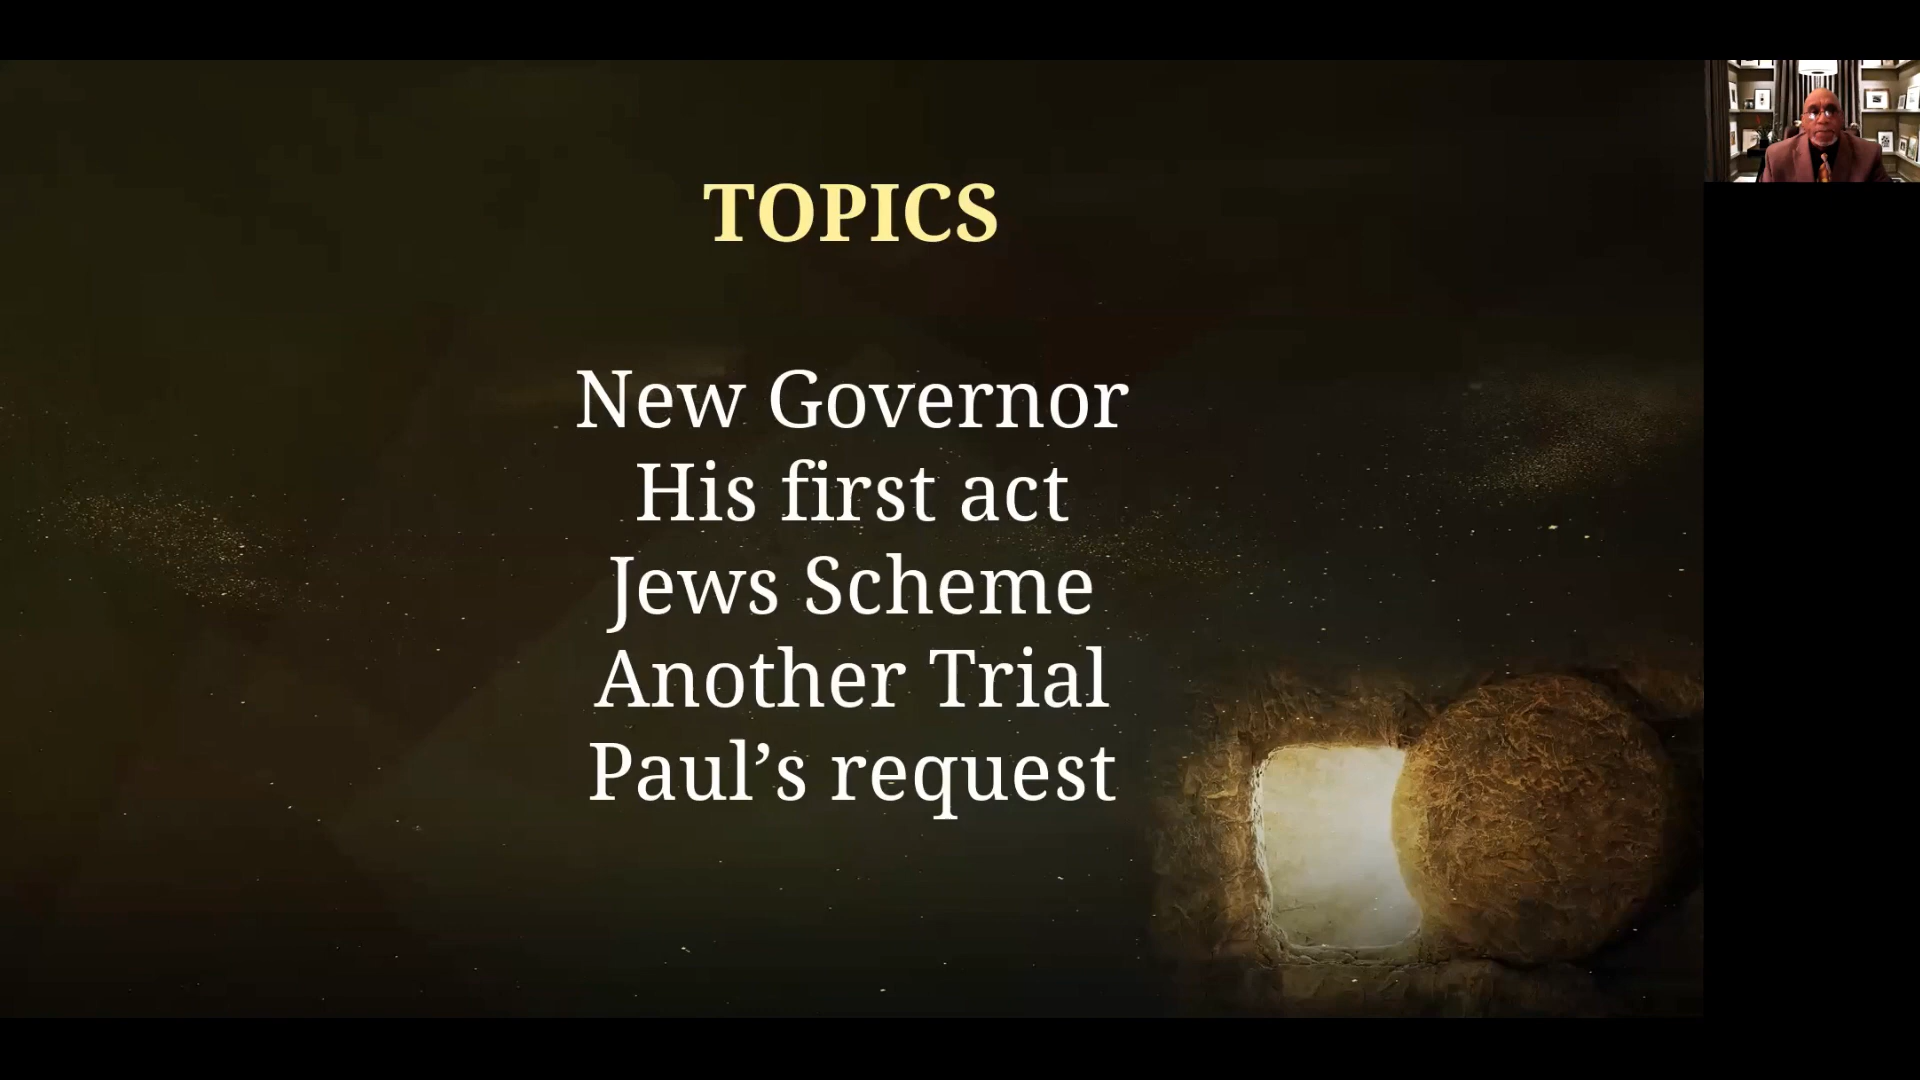 TOPICS
New Governor
His first act
Jews Scheme
Another Trial
Paul’s request